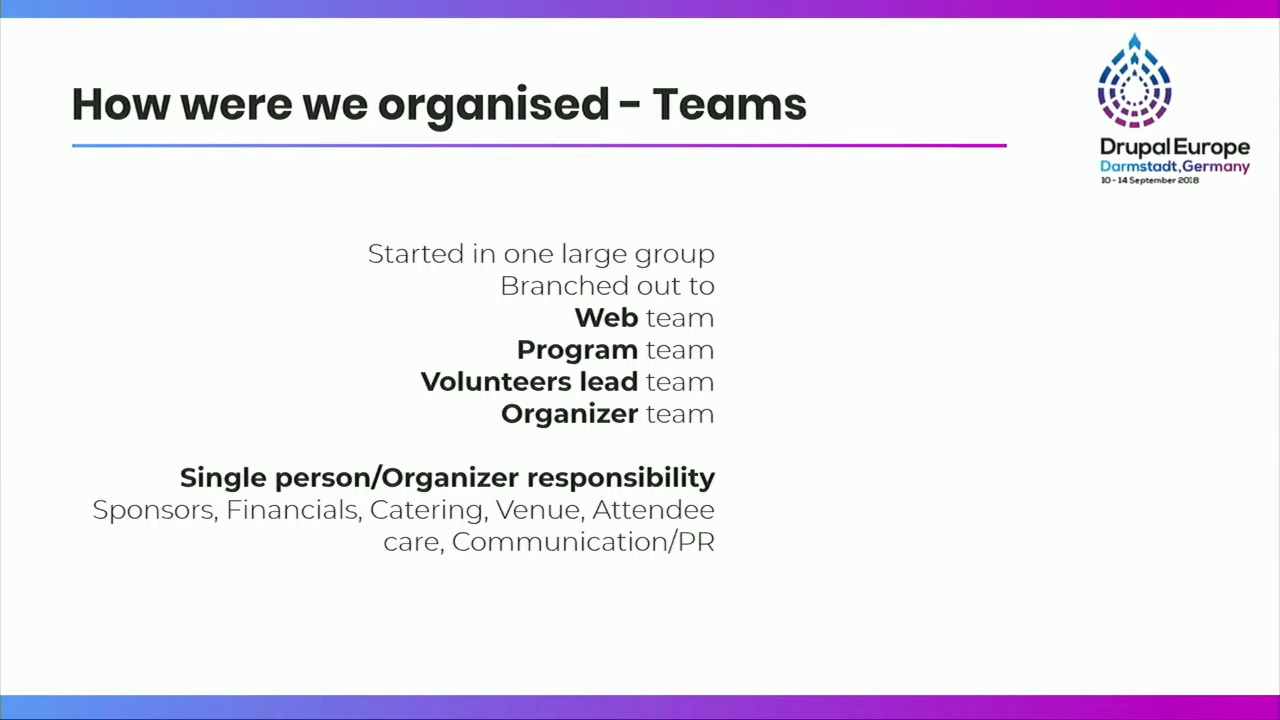 How were we organised - Teams
Drupal Europe
Darmstadt, Germany
10 - 14 September 2018
Started in one large group
Branched out to
Web team
Program team
Volunteers lead team
Organizer team
Single person/Organizer responsibility
Sponsors, Financials, Catering, Venue, Attendee
care, Communication/PR